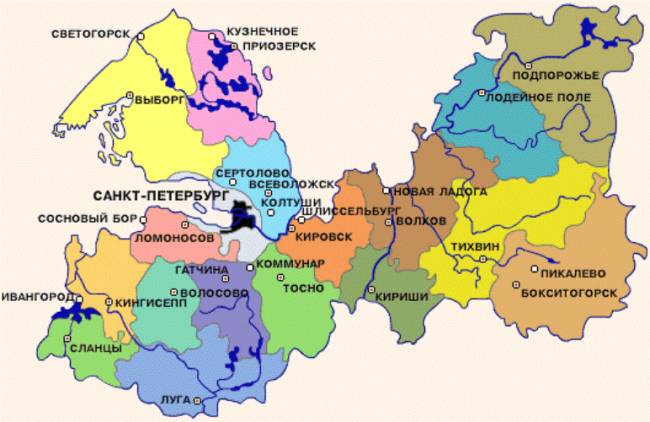 СВЕТОГОРСК
КУЗНЕЧНОЕ
ПРИОЗЕРСК
ВЫБОРГ
ПОДПОРОЖЬЕ
ЛОДЕЙНОЕ ПОЛЕ
СЕРТОЛОВО
ВСЕВОЛОЖСК
САНКТ-ПЕТЕРБУРГ
КОЛТУШИ
НОВАЯ ЛАДОГА
СОСНОВЫЙ БОР
ШЛИССЕЛЬБУРГ
ВОЛХОВ
ЛОМОНОСОВ
КИРОВСК
ТИХВИН
ГАТЧИНА
КОММУНАР
ПИКАЛЕВО
ТОСНО
БОКСИТОГОРСК
ИВАНГОРОД
КИНГИСЕПП
ВОЛОСОВО
КИРИШИ
СЛАНЦЫ
ЛУГА